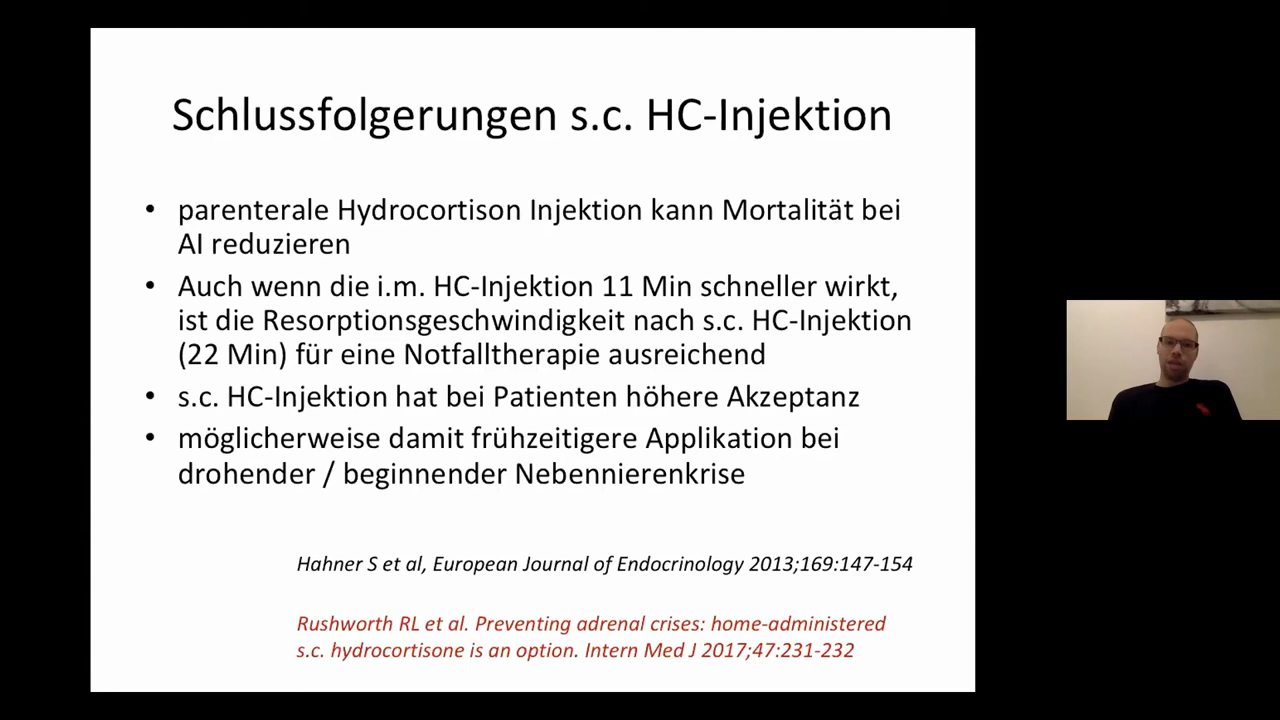 Schlussfolgerungen s.c. HC-Injektion
• parenterale Hydrocortison Injektion kann Mortalität bei
AI reduzieren
• Auch wenn die i.m. HC-Injektion 11 Min schneller wirkt,
ist die Resorptionsgeschwindigkeit nach s.c. HC-Injektion
(22 Min) für eine Notfalltherapie ausreichend
• s.c. HC-Injektion hat bei Patienten höhere Akzeptanz
• möglicherweise damit frühzeitigere Applikation bei
drohender / beginnender Nebennierenkrise
Hahner S et al, European Journal of Endocrinology 2013;169:147-154
Rushworth RL et al. Preventing adrenal crises: home-administered
s.c. hydrocortisone is an option. Intern Med J 2017;47:231-232